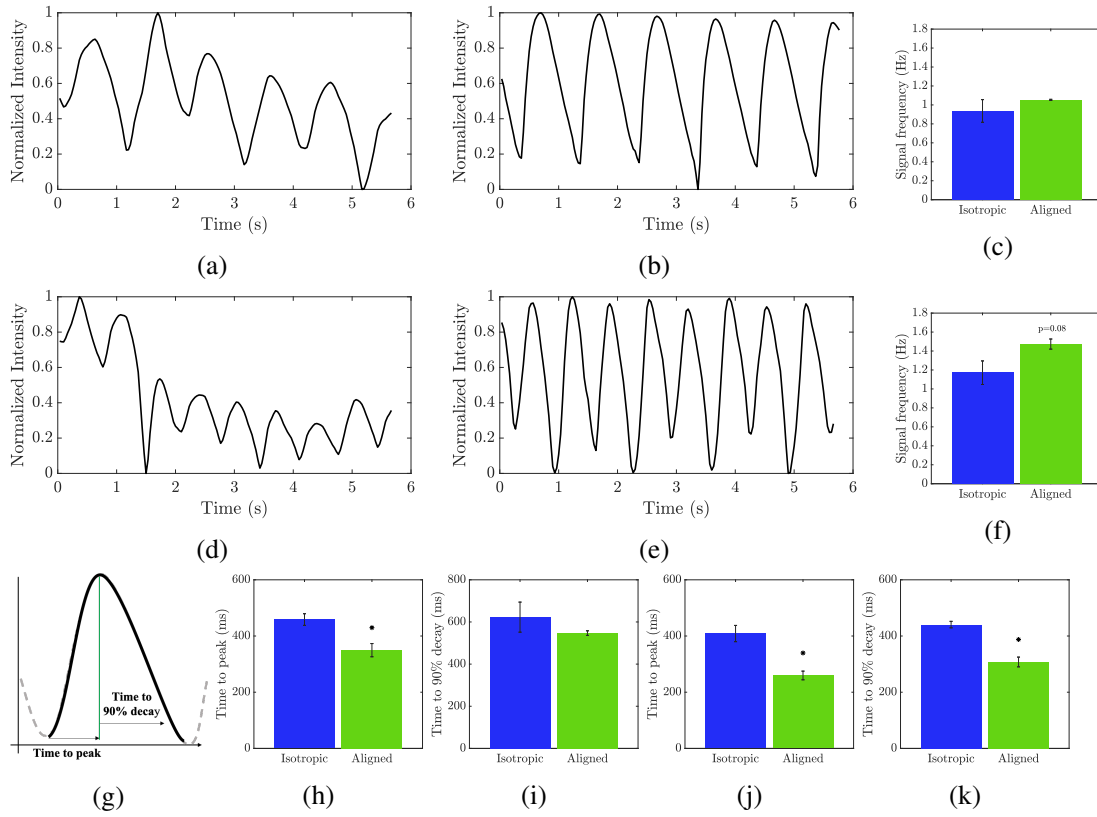 1
0.8
0.6
0.4
0.2
0
Normalized Intensity
0 1 2 3 4 5 6
Time (s)
(a)
1
0.8
0.6
0.4
0.2
0
Normalized Intensity
0 1 2 3 4 5 6
Time (s)
(b)
1.8
1.6
1.4
1.2
1
0.8
0.6
0.4
0.2
0
Signal frequency (Hz)
Isotropic Aligned
(c)
1
0.8
0.6
0.4
0.2
0
Normalized Intensity
0 1 2 3 4 5 6
Time (s)
(d)
1
0.8
0.6
0.4
0.2
0
Normalized Intensity
0 1 2 3 4 5 6
Time (s)
(e)
1.8
1.6
1.4
1.2
1
0.8
0.6
0.4
0.2
0
Signal frequency (Hz)
p=0.08
Isotropic Aligned
(f)
Time to
90% decay
Time to peak
(g)
600
400
200
0
Time to peak (ms)
*
Isotropic Aligned
(h)
800
600
400
200
0
Time to 90% decay (ms)
Isotropic Aligned
(i)
600
400
200
0
Time to peak (ms)
*
Isotropic Aligned
(j)
600
400
200
0
Time to 90% decay (ms)
*
Isotropic Aligned
(k)